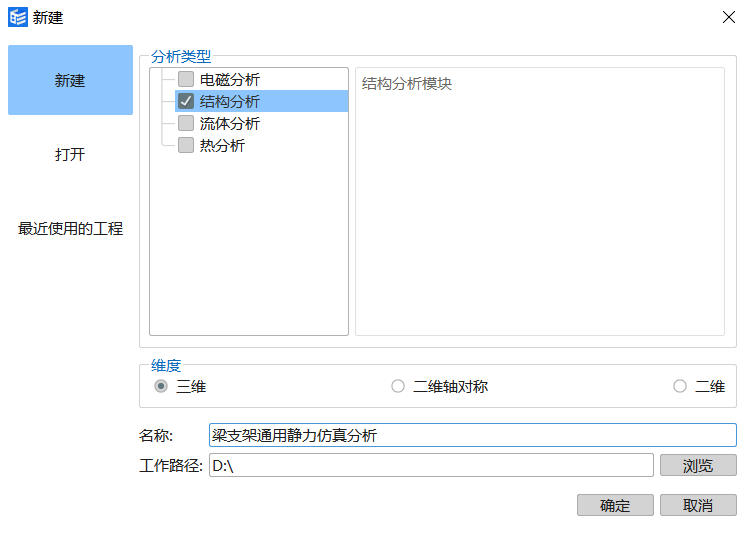 新建
新建
打开
最近使用的工程
分析类型
电磁分析
结构分析
流体分析
热分析
结构分析模块
维度
三维 二维轴对称 二维
名称: 梁支架通用静力仿真分析
工作路径: D:\ 浏览
确定 取消